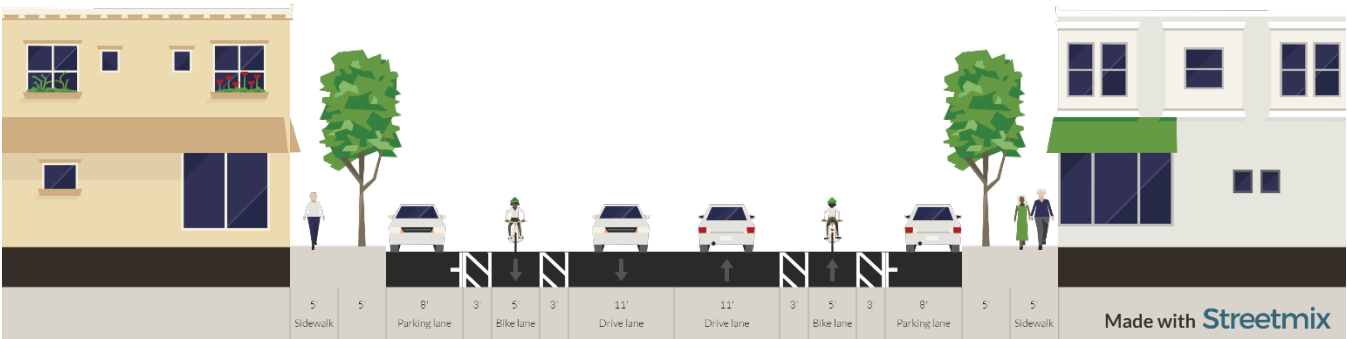 5' 5' 8' 3' 5' 3' 11' 11' 3' 5' 3' 8' 5' 5'
Sidewalk Parking lane Bike lane Drive lane Drive lane Bike lane Parking lane Sidewalk
Made with Streetmix